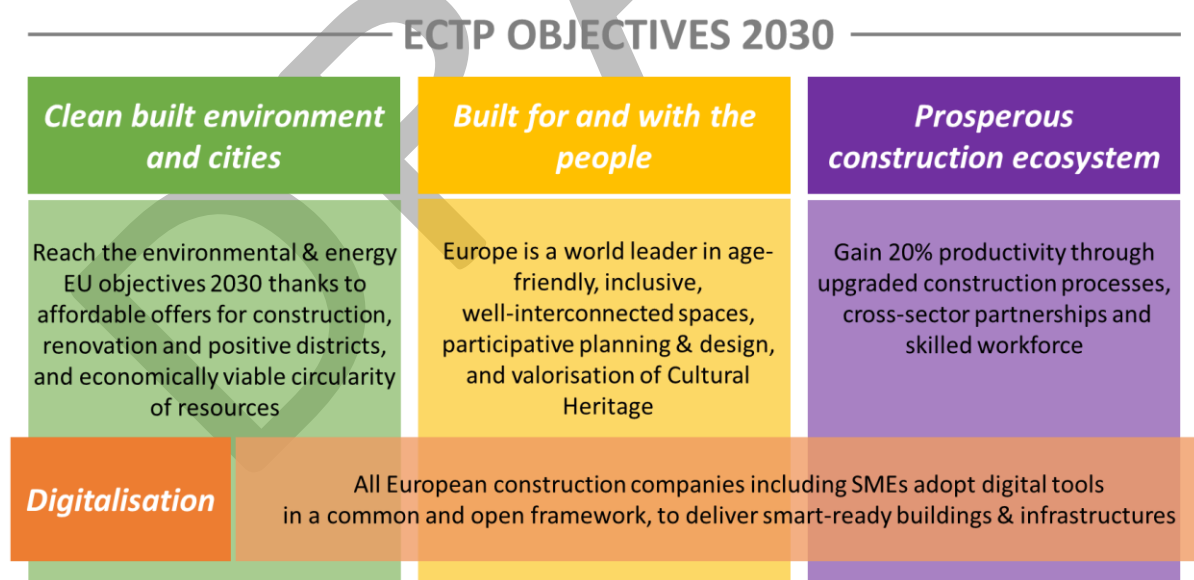 ECTP OBJECTIVES 2030
Clean built environment
and cities
Reach the environmental & energy
EU objectives 2030 thanks to
affordable offers for construction,
renovation and positive districts,
and economically viable circularity
of resources
Built for and with the
people
Europe is a world leader in age-
friendly, inclusive,
well-interconnected spaces,
participative planning & design,
and valorisation of Cultural
Heritage
Prosperous
construction ecosystem
Gain 20% productivity through
upgraded construction processes,
cross-sector partnerships and
skilled workforce
Digitalisation
All European construction companies including SMEs adopt digital tools
in a common and open framework, to deliver smart-ready buildings & infrastructures